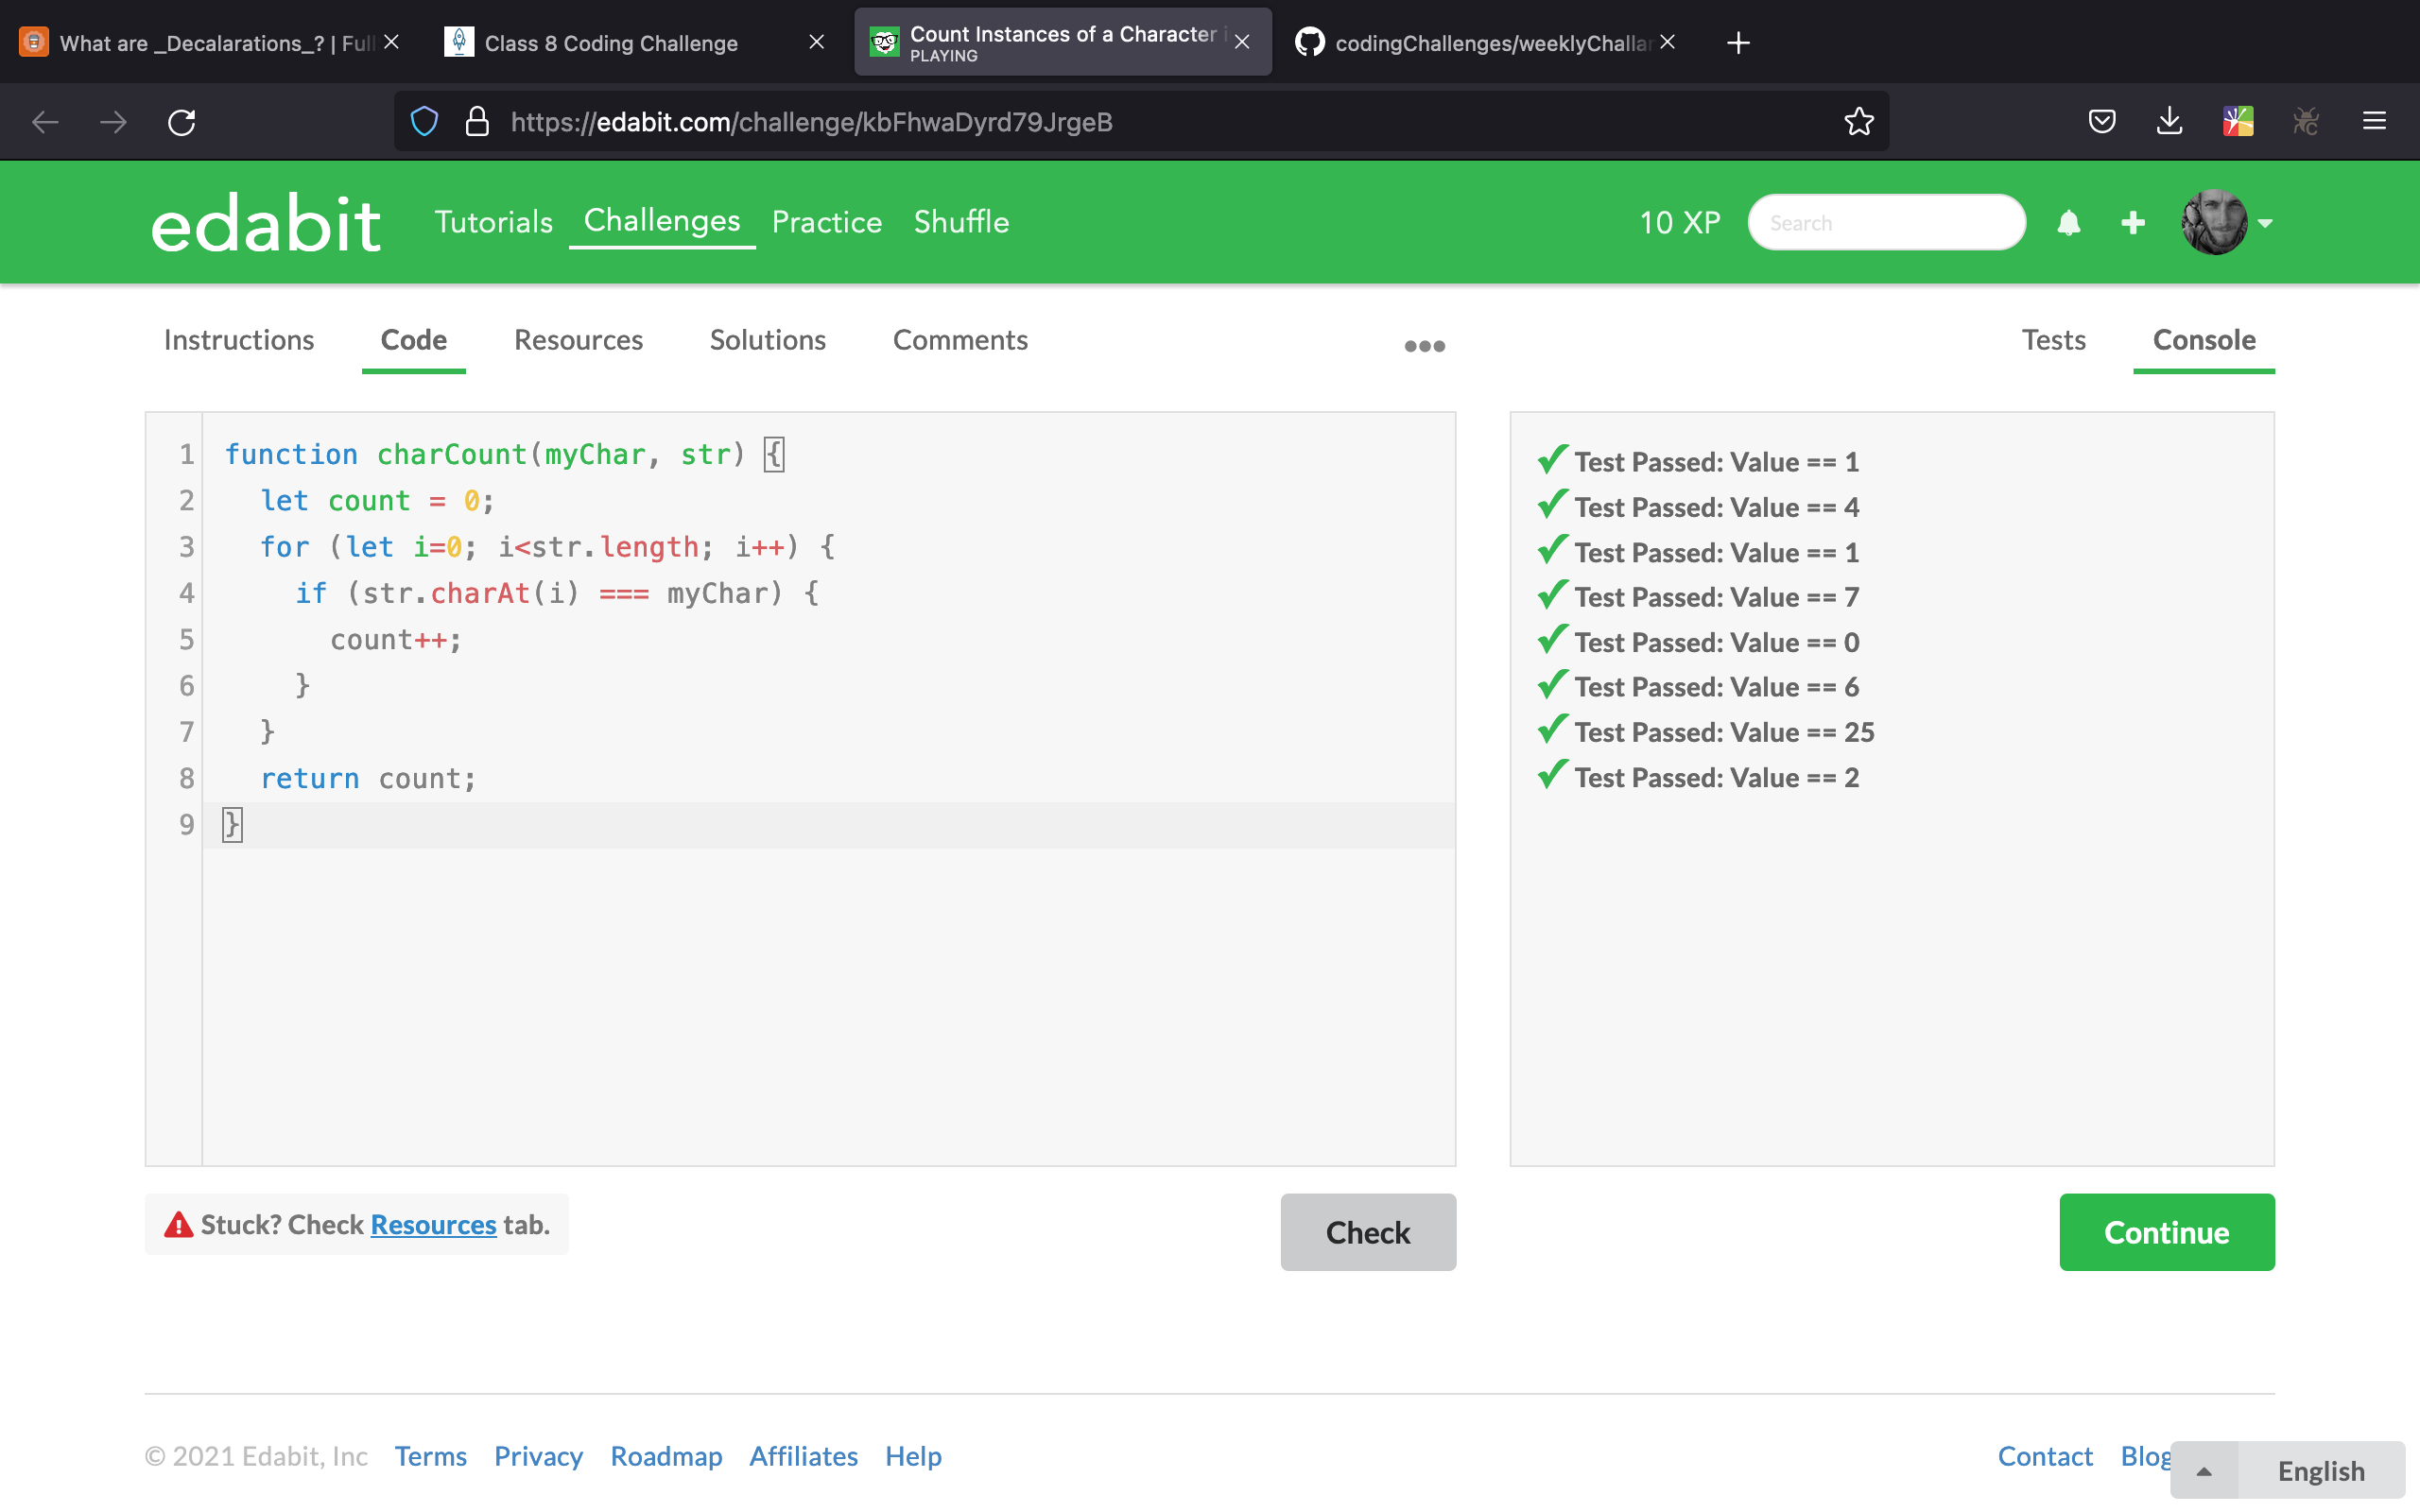 What are _Decalarations_? | Full
Class 8 Coding Challenge
Count Instances of a Character i
PLAYING
codingChallenges/weeklyChallan
https://edabit.com/challenge/kbFhwaDyrd79JrgeB
edabit
Tutorials
Challenges
Practice
Shuffle
10 XP
Search
Instructions
Code
Resources
Solutions
Comments
Tests
Console
1 function charCount(myChar, str) {
2 let count = 0;
3 for (let i=0; i<str.length; i++) {
4 if (str.charAt(i) === myChar) {
5 count++;
6 }
7 }
8 return count;
9 }
Test Passed: Value == 1
Test Passed: Value == 4
Test Passed: Value == 1
Test Passed: Value == 7
Test Passed: Value == 0
Test Passed: Value == 6
Test Passed: Value == 25
Test Passed: Value == 2
Stuck? Check Resources tab.
Check
Continue
© 2021 Edabit, Inc
Terms
Privacy
Roadmap
Affiliates
Help
Contact
Blog
English